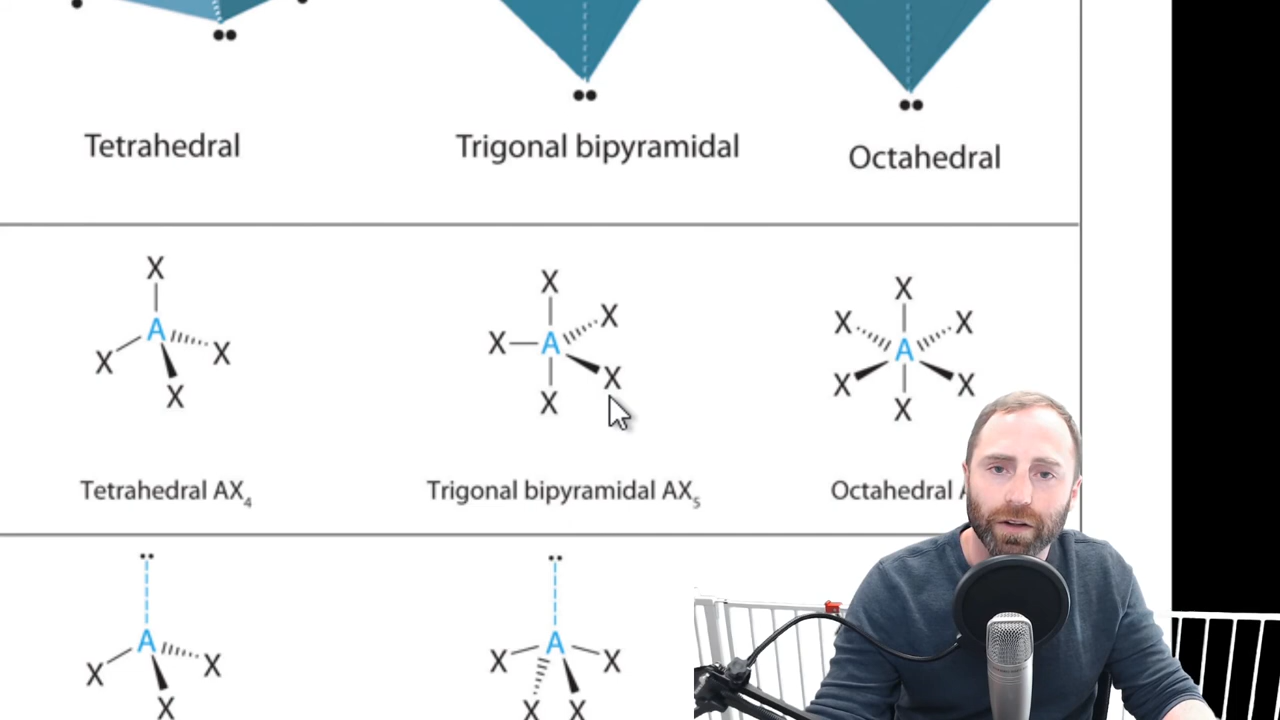 Tetrahedral
Trigonal bipyramidal
Octahedral
X
A
X
X
X
X
X
X
A
X
X
X
X
X
A
X
X
X
Tetrahedral AX₄
Trigonal bipyramidal AX₅
Octahedral
A
X
X
X
A
X
X
X
X